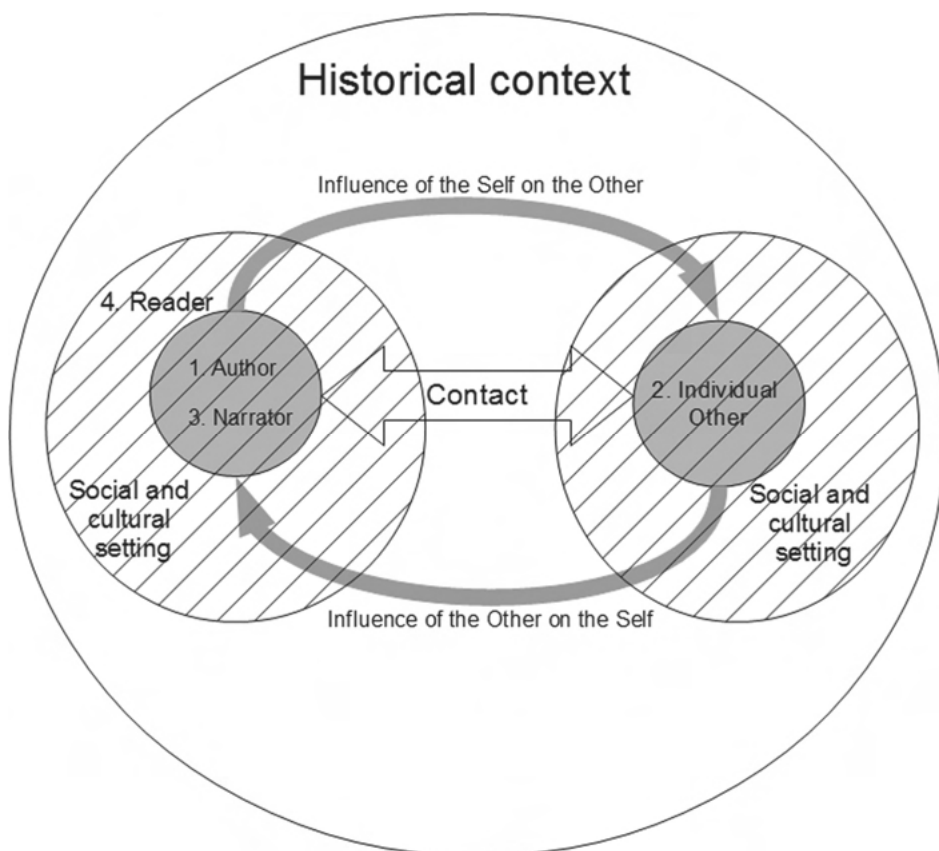 Historical context
Influence of the Self on the Other
4. Reader
1. Author
3. Narrator
Contact
2. Individual
Other
Social and
cultural
setting
Social and
cultural
setting
Influence of the Other on the Self